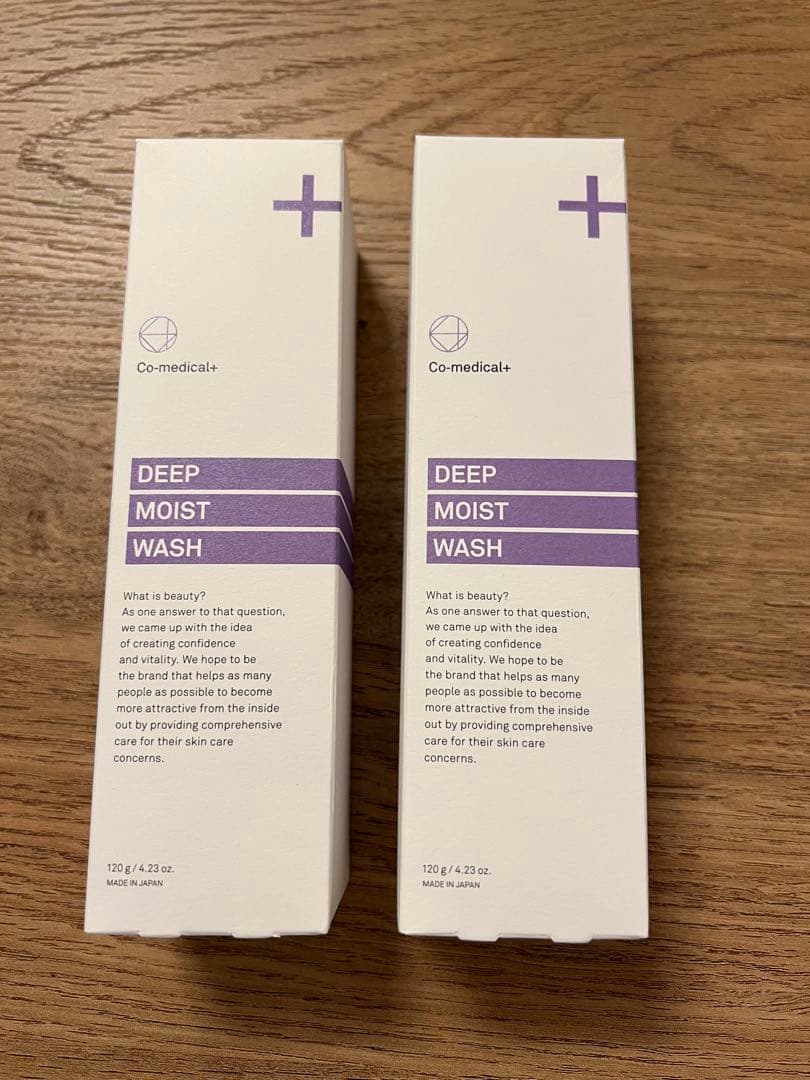 Co-medical+
DEEP
MOIST
WASH
What is beauty?
As one answer to that question,
we came up with the idea
of creating confidence
and vitality. We hope to be
the brand that helps as many
people as possible to become
more attractive from the inside
out by providing comprehensive
care for their skin care
concerns.
120 g / 4.23 oz.
MADE IN JAPAN
Co-medical+
DEEP
MOIST
WASH
What is beauty?
As one answer to that question,
we came up with the idea
of creating confidence
and vitality. We hope to be
the brand that helps as many
people as possible to become
more attractive from the inside
out by providing comprehensive
care for their skin care
concerns.
120 g / 4.23 oz.
MADE IN JAPAN